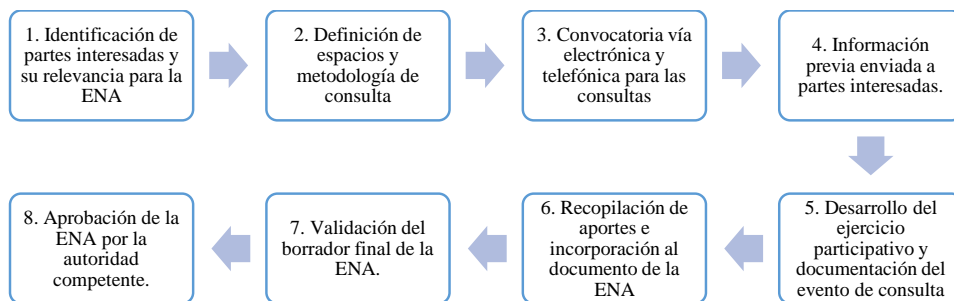 1. Identificación de
partes interesadas y
su relevancia para la
ENA
2. Definición de
espacios y
metodología de
consulta
3. Convocatoria vía
electrónica y
telefónica para las
consultas
4. Información
previa enviada a
partes interesadas.
5. Desarrollo del
ejercicio
participativo y
documentación del
evento de consulta
6. Recopilación de
aportes e
incorporación al
documento de la
ENA
7. Validación del
borrador final de la
ENA.
8. Aprobación de la
ENA por la
autoridad
competente.